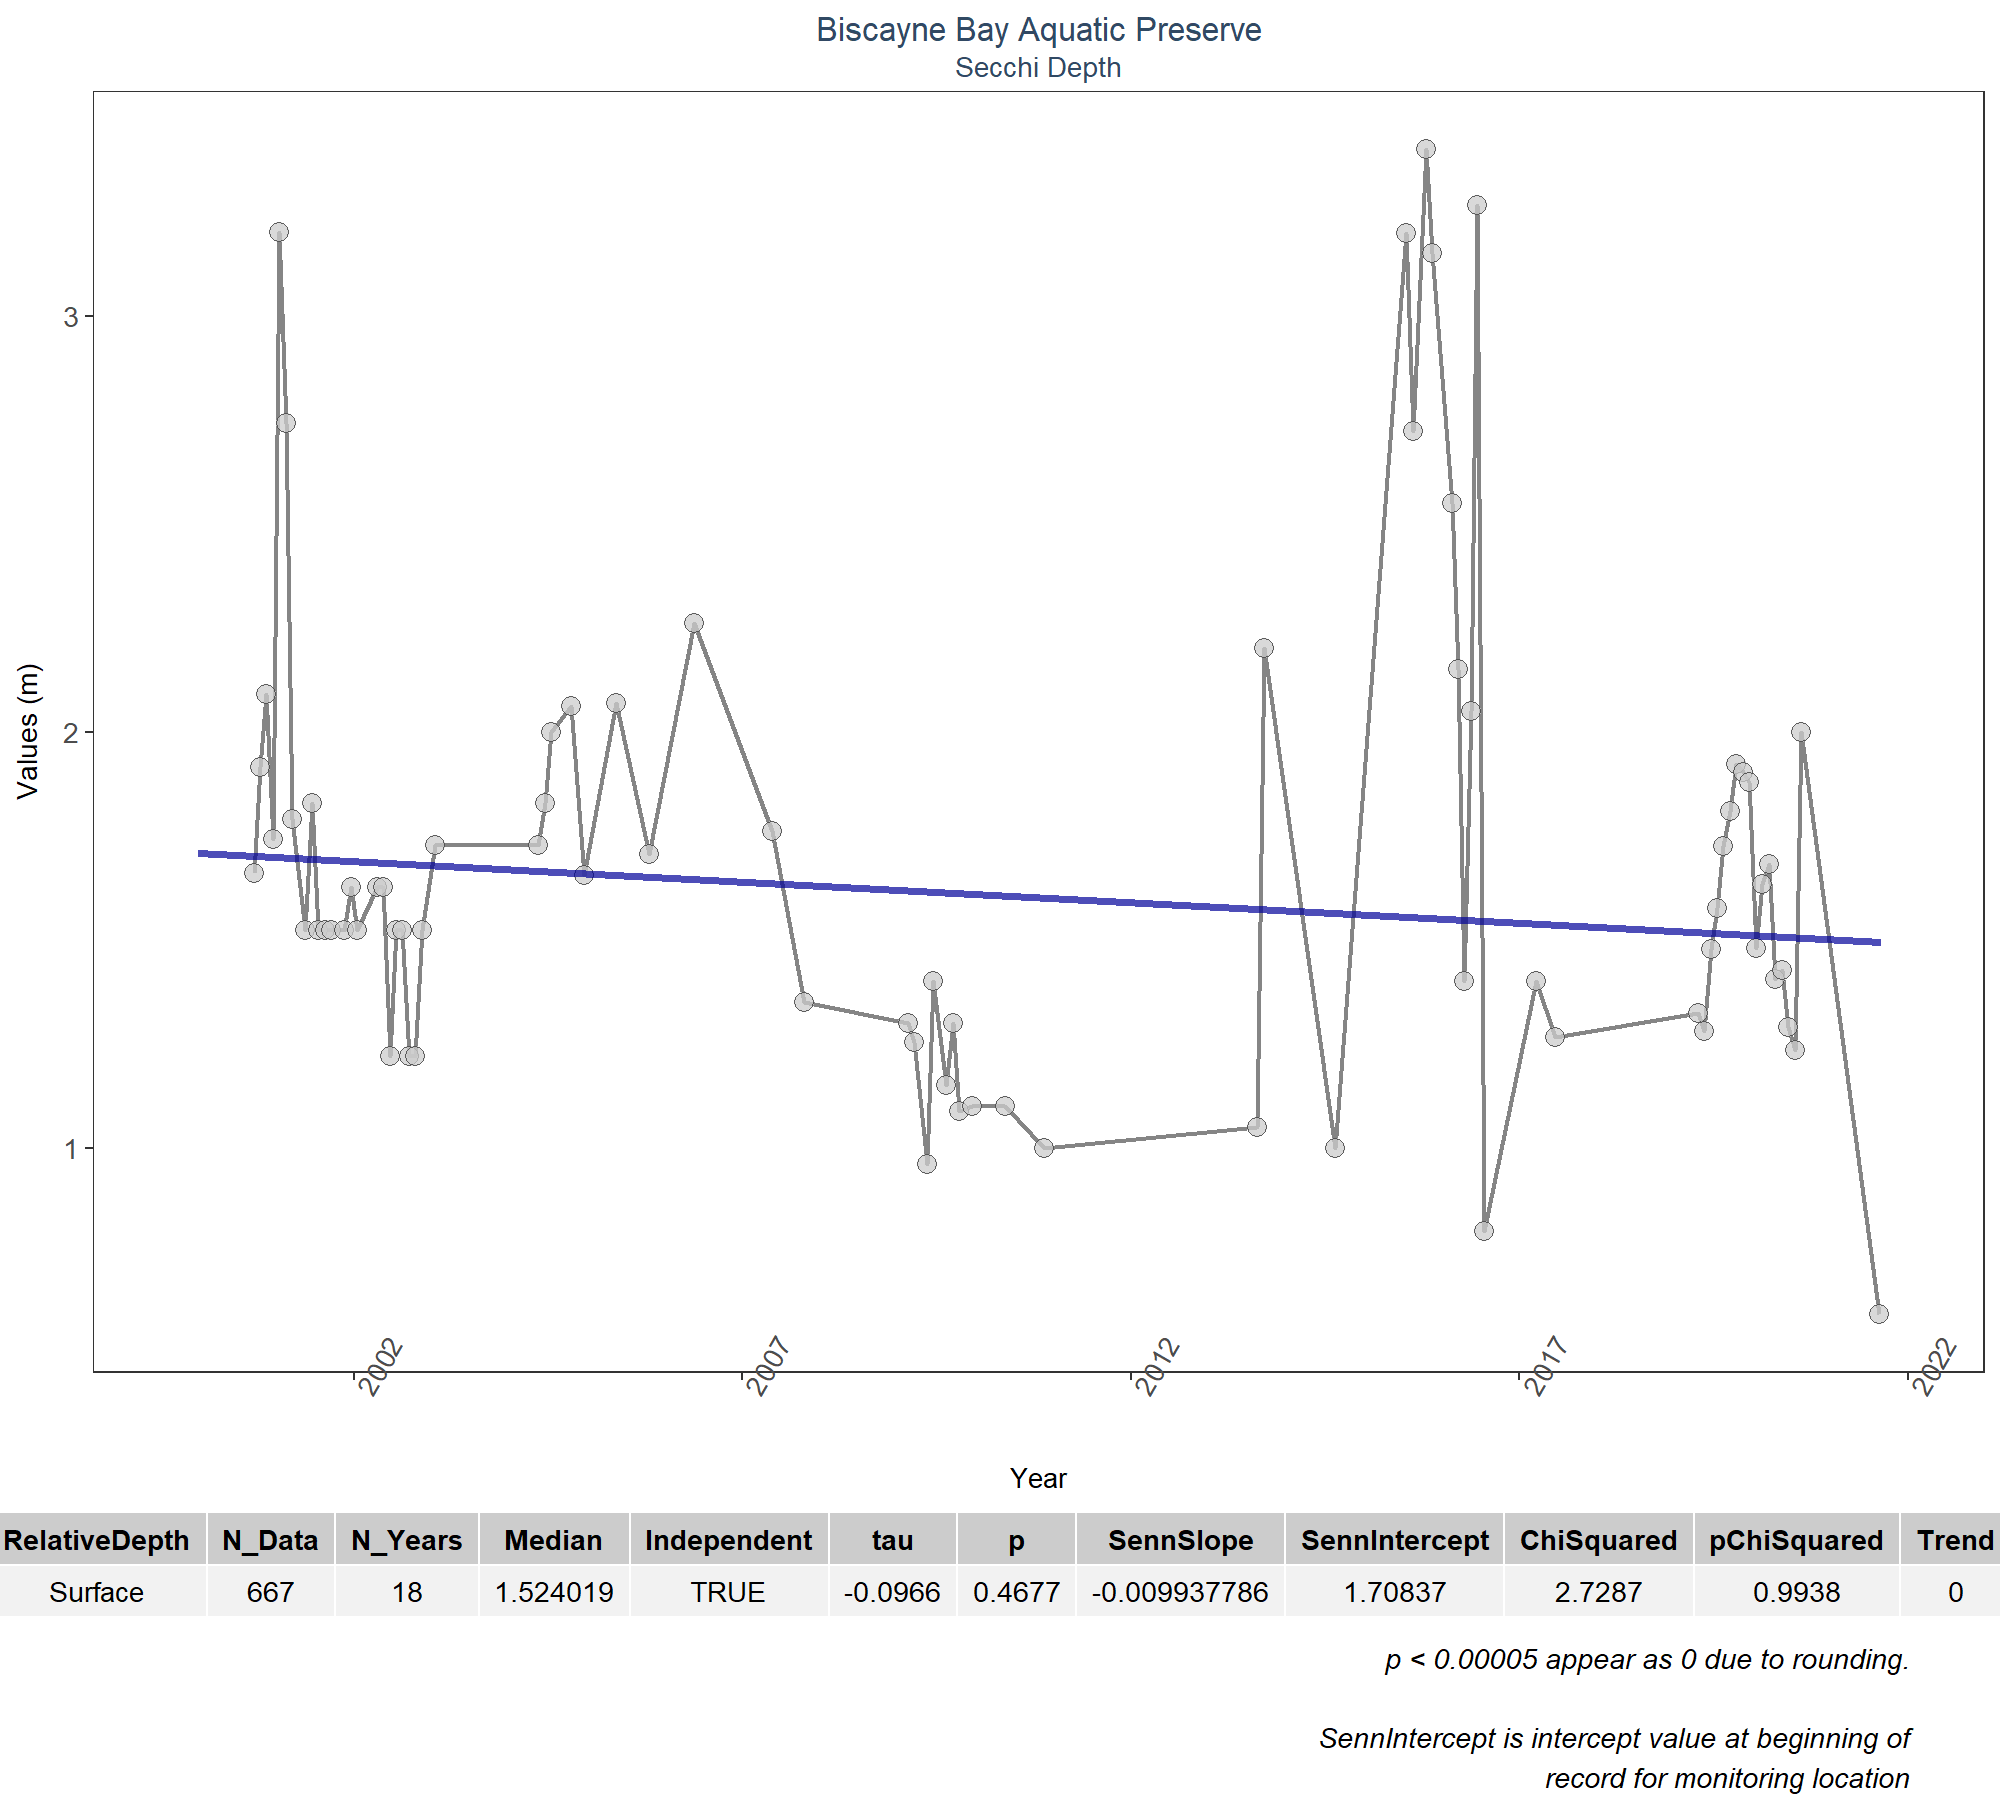 Biscayne Bay Aquatic Preserve
Secchi Depth
Values (m)
3
2
1
2002
2007
2012
2017
2022
Year
RelativeDepth N_Data N_Years Median Independent tau p SennSlope SennIntercept ChiSquared pChiSquared Trend
Surface 667 18 1.524019 TRUE -0.0966 0.4677 -0.009937786 1.70837 2.7287 0.9938 0
p < 0.00005 appear as 0 due to rounding.
SennIntercept is intercept value at beginning of
record for monitoring location